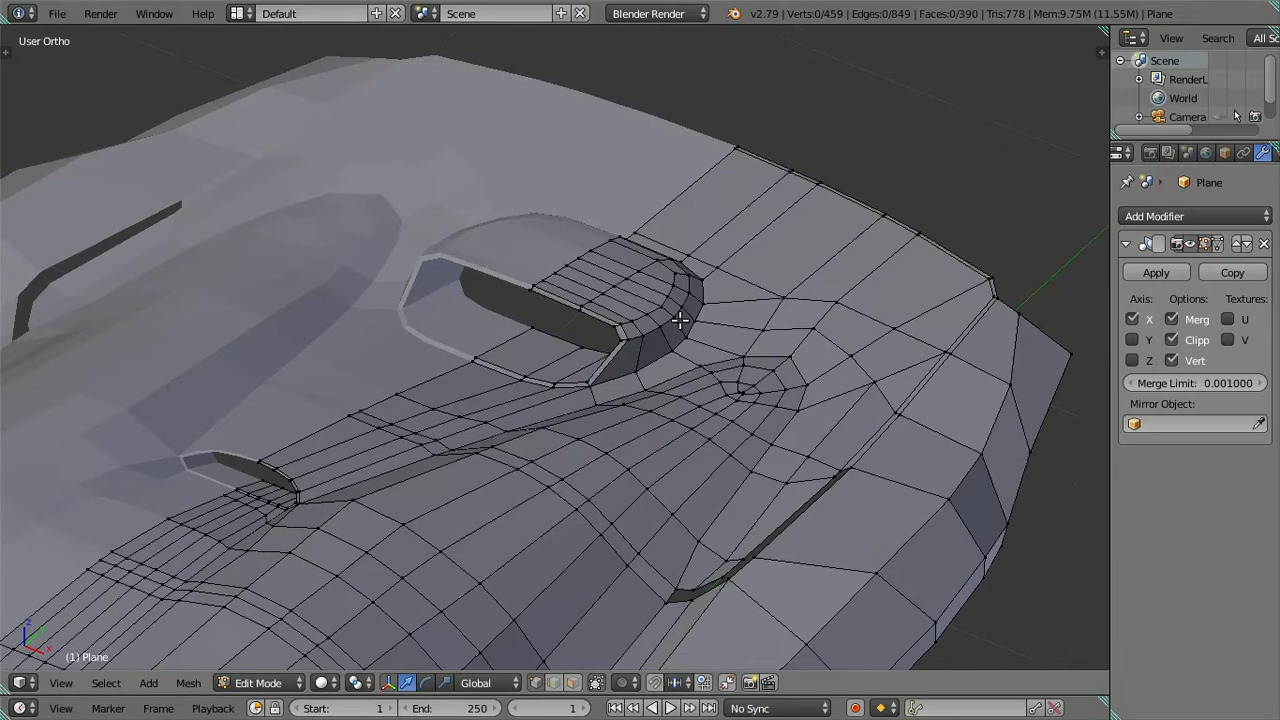 File Render Window Help Default Scene Blender Render v2.79 | Verts:0/459 | Edges:0/849 | Faces:0/390 | Tris:778 | Mem:9.75M (11.55M) | Plane
User Ortho
View Search All Sc
Scene
RenderL
World
Camera
Plane
Add Modifier
Apply Copy
Axis: Options: Textures:
X Merg U
Y Clipp V
Z Vert
Merge Limit: 0.001000
Mirror Object:
z
y
x
(1) Plane
View Select Add Mesh Edit Mode Global
View Marker Frame Playback Start: 1 End: 250 1 No Sync